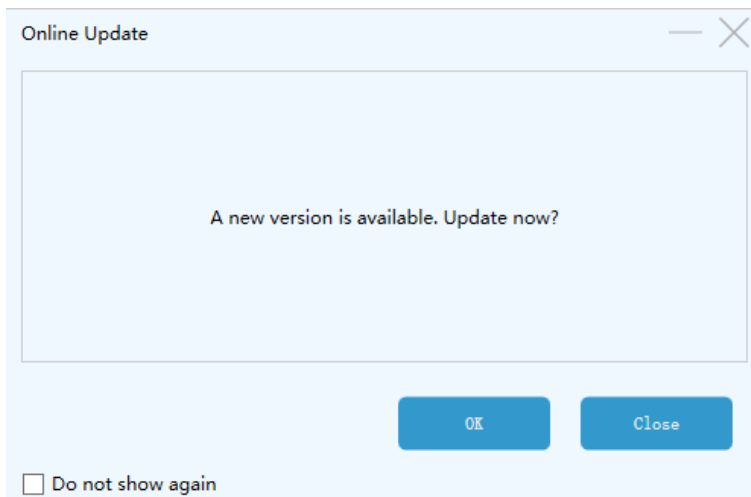 Online Update
A new version is available. Update now?
OK
Close
Do not show again